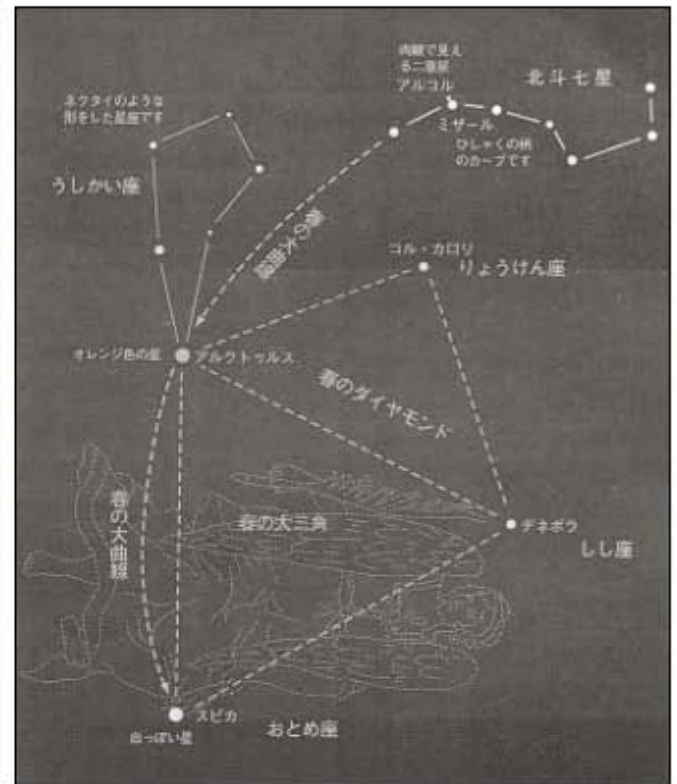 肉眼で見え
る二重星
アルコル
北斗七星
ネクタイのような
形をした星座です
ミザール
ひしゃくの柄
のカーブです
うしかい座
春の大曲線
コル・カロリ
りょうけん座
オレンジ色の星
アルクトゥルス
春のダイヤモンド
春の大曲線
春の大三角
デネボラ
しし座
スピカ
白っぽい星
おとめ座